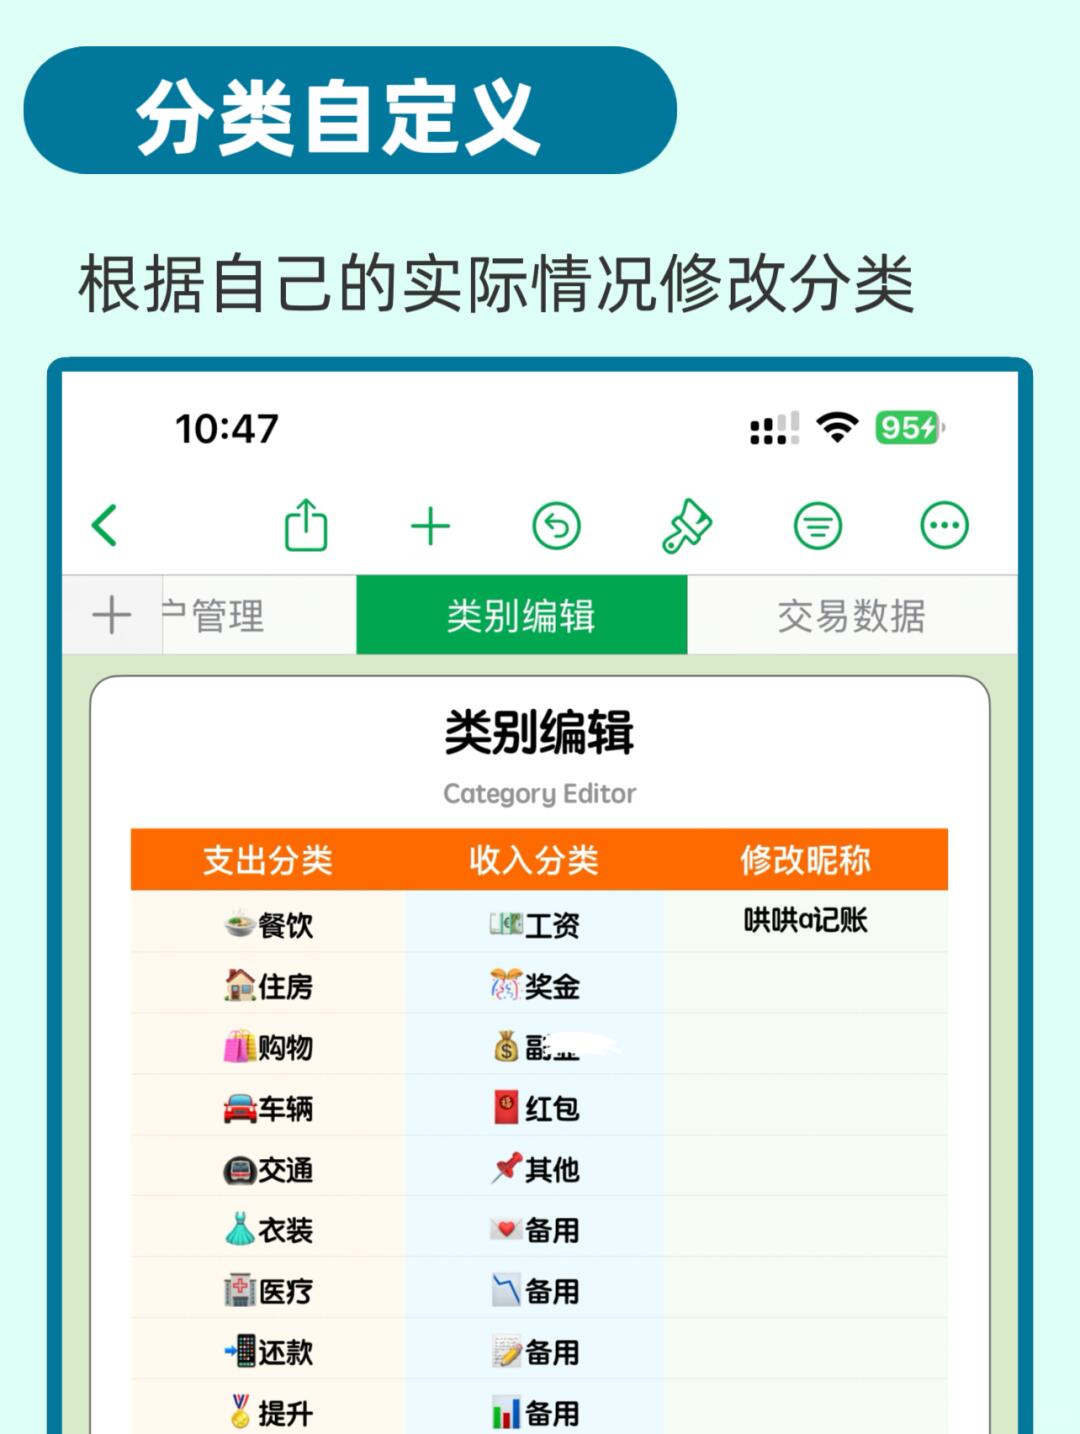 分类自定义
根据自己的实际情况修改分类
10:47
95
户管理 类别编辑 交易数据
类别编辑
Category Editor
支出分类 收入分类 修改昵称
餐饮 工资 哄哄a记账
住房 奖金
购物 副业
车辆 红包
交通 其他
衣装 备用
医疗 备用
还款 备用
提升 备用